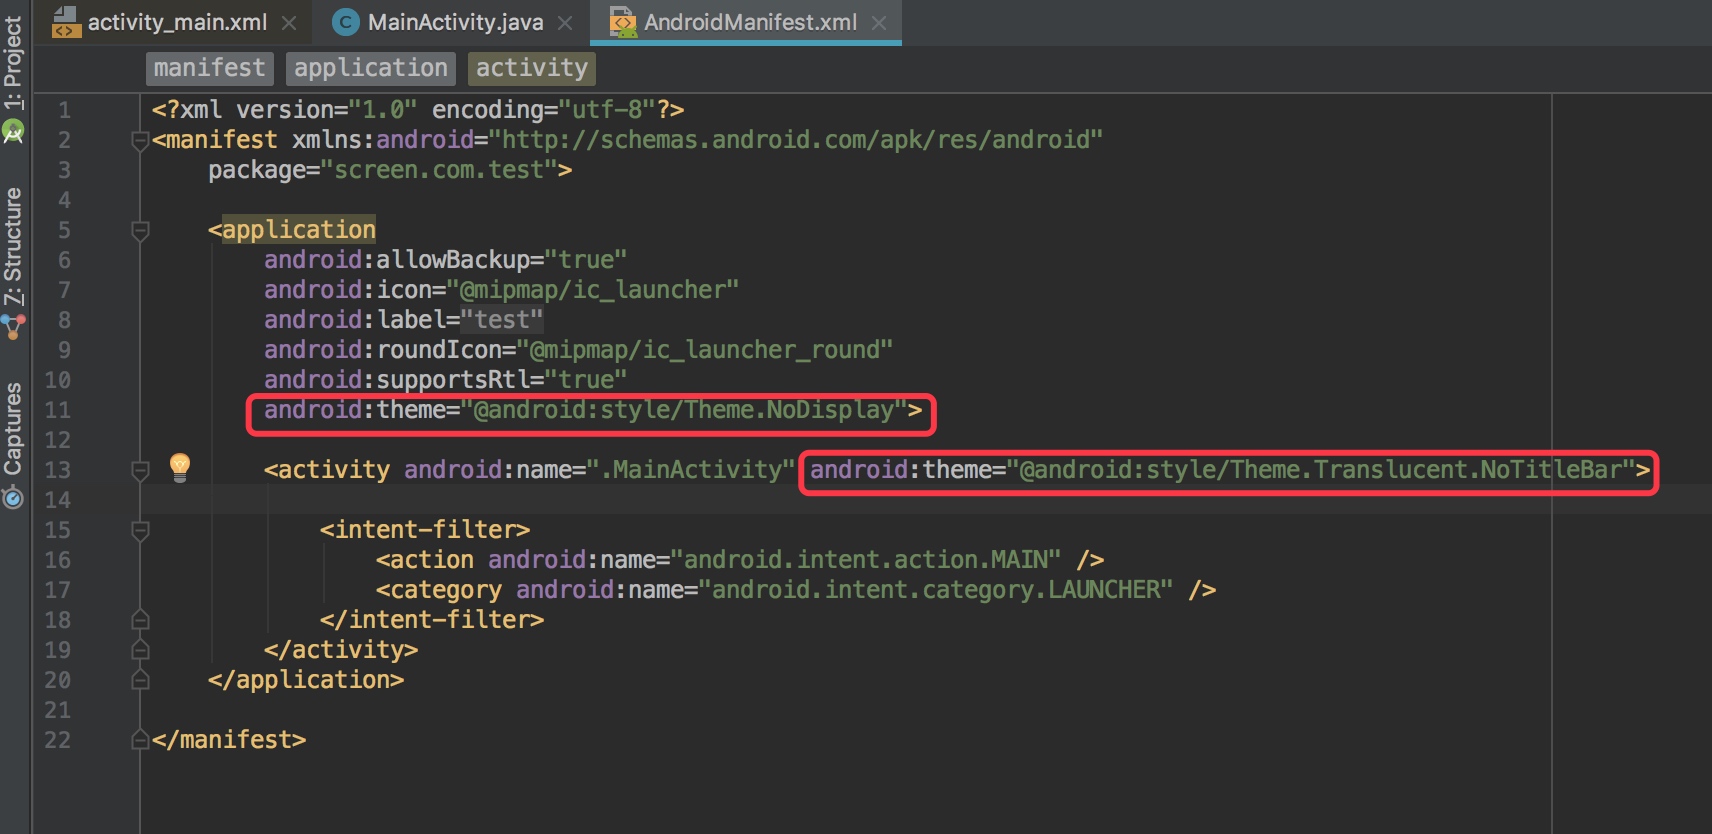 activity_main.xml
MainActivity.java
AndroidManifest.xml
manifest
application
activity
1: Project
7: Structure
Captures
1 <?xml version="1.0" encoding="utf-8"?>
2 <manifest xmlns:android="http://schemas.android.com/apk/res/android"
3 package="screen.com.test">
4
5 <application
6 android:allowBackup="true"
7 android:icon="@mipmap/ic_launcher"
8 android:label="test"
9 android:roundIcon="@mipmap/ic_launcher_round"
10 android:supportsRtl="true"
11 android:theme="@android:style/Theme.NoDisplay">
12
13 <activity android:name=".MainActivity" android:theme="@android:style/Theme.Translucent.NoTitleBar">
14
15 <intent-filter>
16 <action android:name="android.intent.action.MAIN" />
17 <category android:name="android.intent.category.LAUNCHER" />
18 </intent-filter>
19 </activity>
20 </application>
21
22 </manifest>